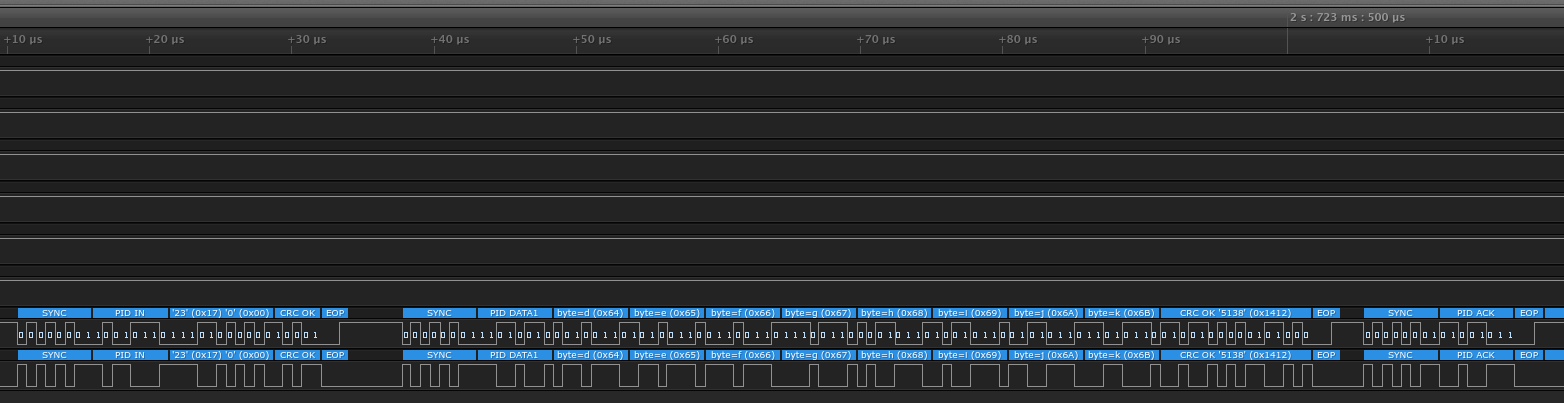 2 s : 723 ms : 500 µs
+10 µs +20 µs +30 µs +40 µs +50 µs +60 µs +70 µs +80 µs +90 µs +10 µs
SYNC PID IN '23' (0x17) '0' (0x00) CRC OK EOP SYNC PID DATA1 byte=d (0x64) byte=e (0x65) byte=f (0x66) byte=g (0x67) byte=h (0x68) byte=i (0x69) byte=j (0x6A) byte=k (0x6B) CRC OK '5138' (0x1412) EOP SYNC PID ACK EOP
SYNC PID IN '23' (0x17) '0' (0x00) CRC OK EOP SYNC PID DATA1 byte=d (0x64) byte=e (0x65) byte=f (0x66) byte=g (0x67) byte=h (0x68) byte=i (0x69) byte=j (0x6A) byte=k (0x6B) CRC OK '5138' (0x1412) EOP SYNC PID ACK EOP